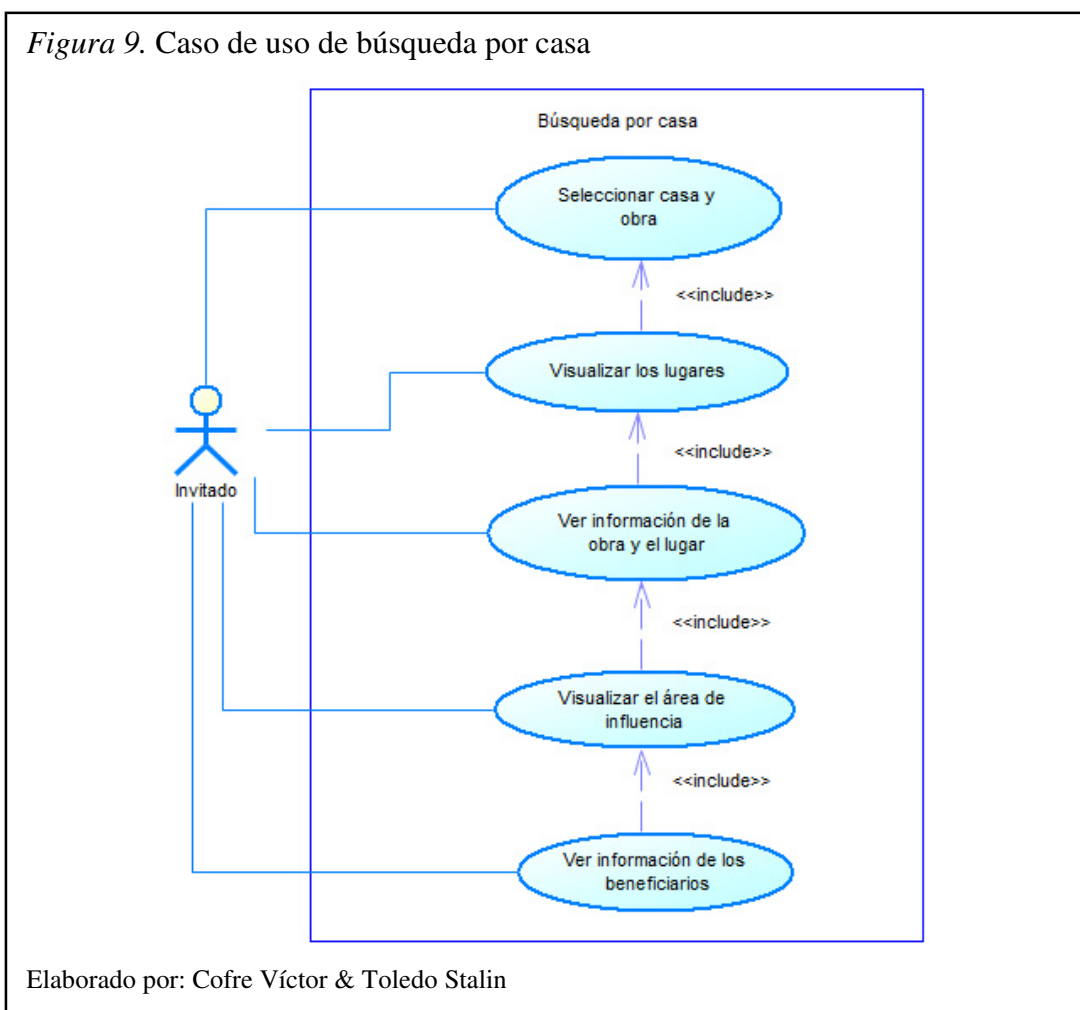 Figura 9. Caso de uso de búsqueda por casa
Búsqueda por casa
Seleccionar casa y
obra
<<include>>
Visualizar los lugares
<<include>>
Invitado
Ver información de la
obra y el lugar
<<include>>
Visualizar el área de
influencia
<<include>>
Ver información de los
beneficiarios
Elaborado por: Cofre Víctor & Toledo Stalin